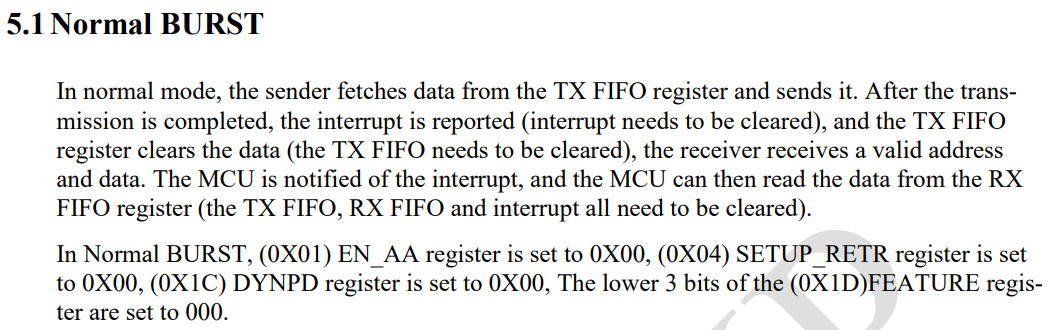 5.1 Normal BURST
In normal mode, the sender fetches data from the TX FIFO register and sends it. After the trans-
mission is completed, the interrupt is reported (interrupt needs to be cleared), and the TX FIFO
register clears the data (the TX FIFO needs to be cleared), the receiver receives a valid address
and data. The MCU is notified of the interrupt, and the MCU can then read the data from the RX
FIFO register (the TX FIFO, RX FIFO and interrupt all need to be cleared).
In Normal BURST, (0X01) EN_AA register is set to 0X00, (0X04) SETUP_RETR register is set
to 0X00, (0X1C) DYNPD register is set to 0X00, The lower 3 bits of the (0X1D)FEATURE regis-
ter are set to 000.